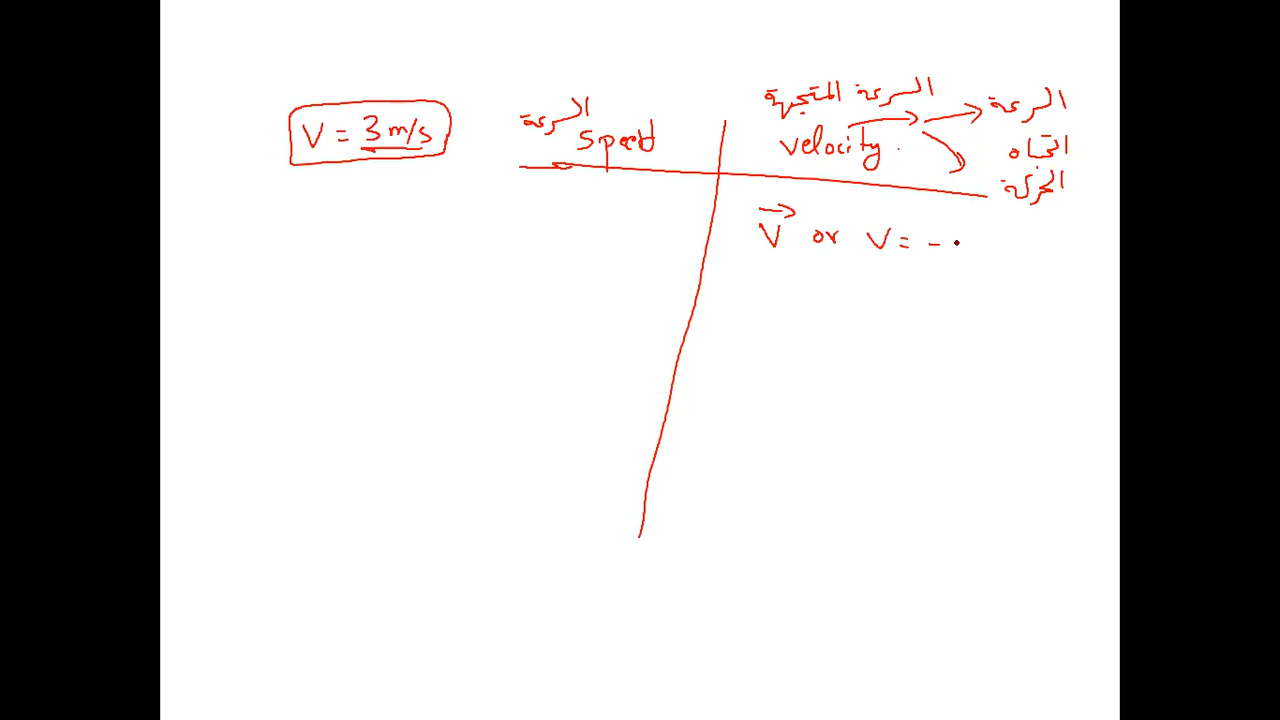 V = 3 m/s
السرعة
speed
السرعة المتجهة
velocity
السرعة
اتجاه
الحركة
V⃗ or V = -